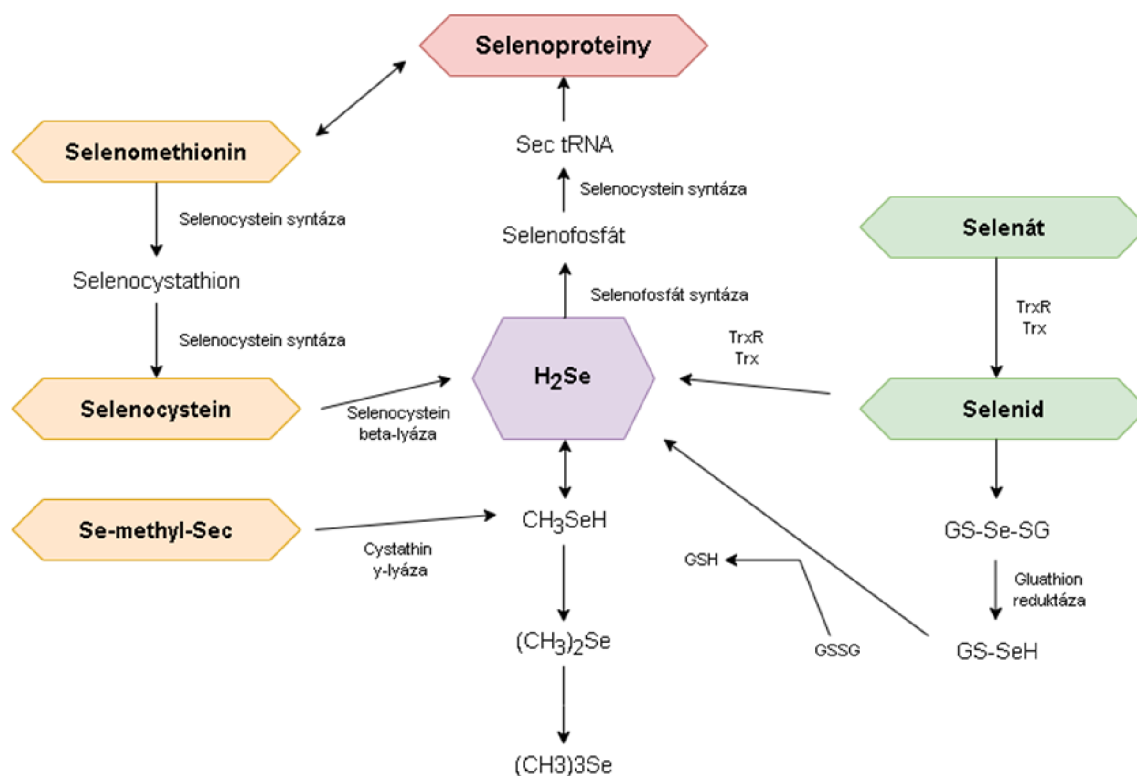 Selenoproteiny
Selenomethionin
Sec tRNA
Selenocystein syntáza
Selenocystein syntáza
Selenofosfát
Selenát
Selenocystathion
Selenofosfát syntáza
TrxR
Trx
Selenocystein syntáza
TrxR
Trx
H₂Se
Selenocystein
Selenid
Selenocystein
beta-lyáza
Se-methyl-Sec
CH₃SeH
GS-Se-SG
Cystathin
y-lyáza
GSH
Gluathion
reduktáza
(CH₃)₂Se
GSSG
GS-SeH
(CH3)3Se